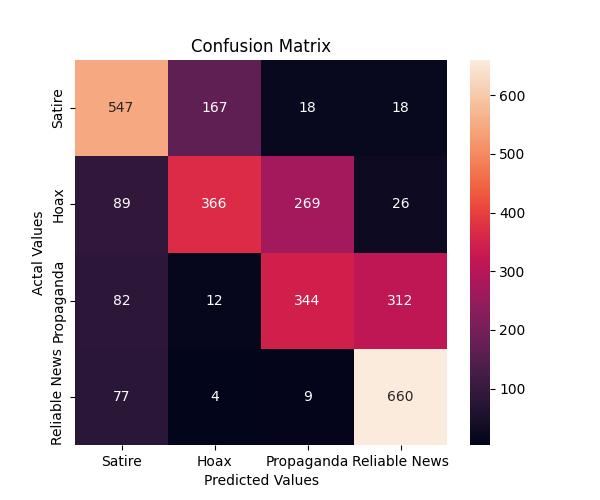 Confusion Matrix
Actal Values
Satire
547 167 18 18
Hoax
89 366 269 26
Propaganda
82 12 344 312
Reliable News
77 4 9 660
Satire Hoax Propaganda Reliable News
Predicted Values
600
500
400
300
200
100